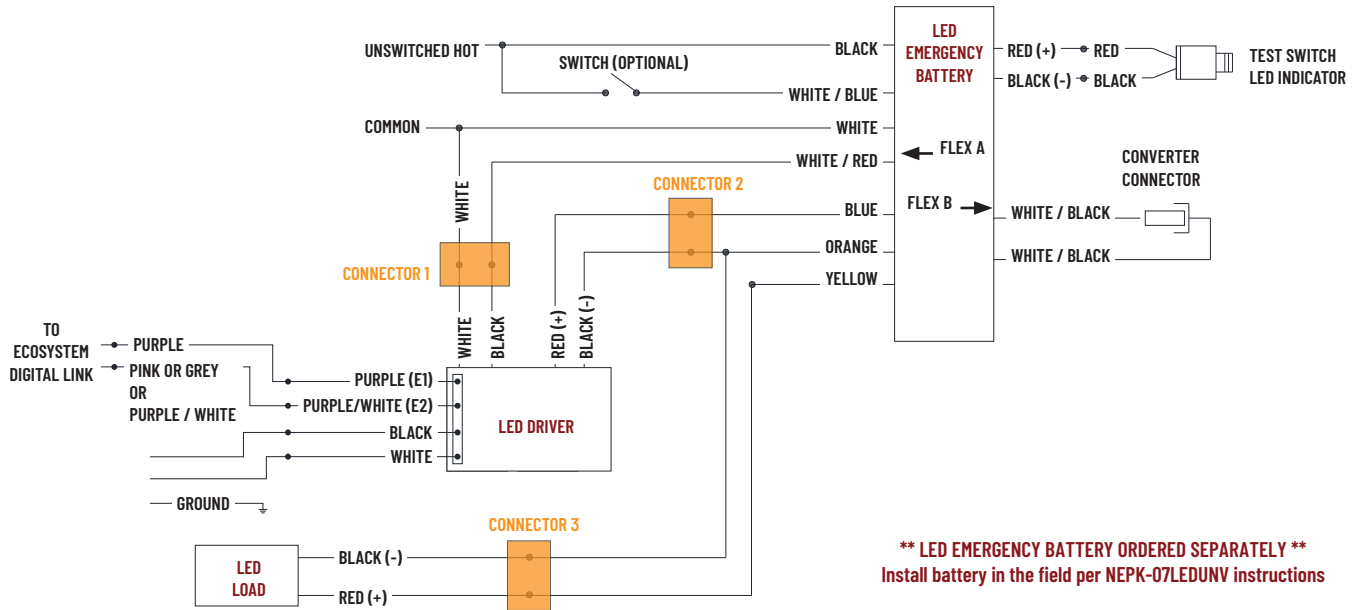 UNSWITCHED HOT
SWITCH (OPTIONAL)
BLACK
WHITE / BLUE
COMMON
WHITE
WHITE / RED
BLUE
ORANGE
YELLOW
LED
EMERGENCY
BATTERY
FLEX A
FLEX B
RED (+)
RED
BLACK (-)
BLACK
TEST SWITCH
LED INDICATOR
CONVERTER
CONNECTOR
WHITE / BLACK
WHITE / BLACK
CONNECTOR 2
WHITE
CONNECTOR 1
WHITE
BLACK
RED (+)
BLACK (-)
TO
ECOSYSTEM
DIGITAL LINK
PURPLE
PINK OR GREY
OR
PURPLE / WHITE
PURPLE (E1)
PURPLE/WHITE (E2)
BLACK
WHITE
LED DRIVER
GROUND
CONNECTOR 3
LED
LOAD
BLACK (-)
RED (+)
** LED EMERGENCY BATTERY ORDERED SEPARATELY **
Install battery in the field per NEPK-07LEDUNV instructions